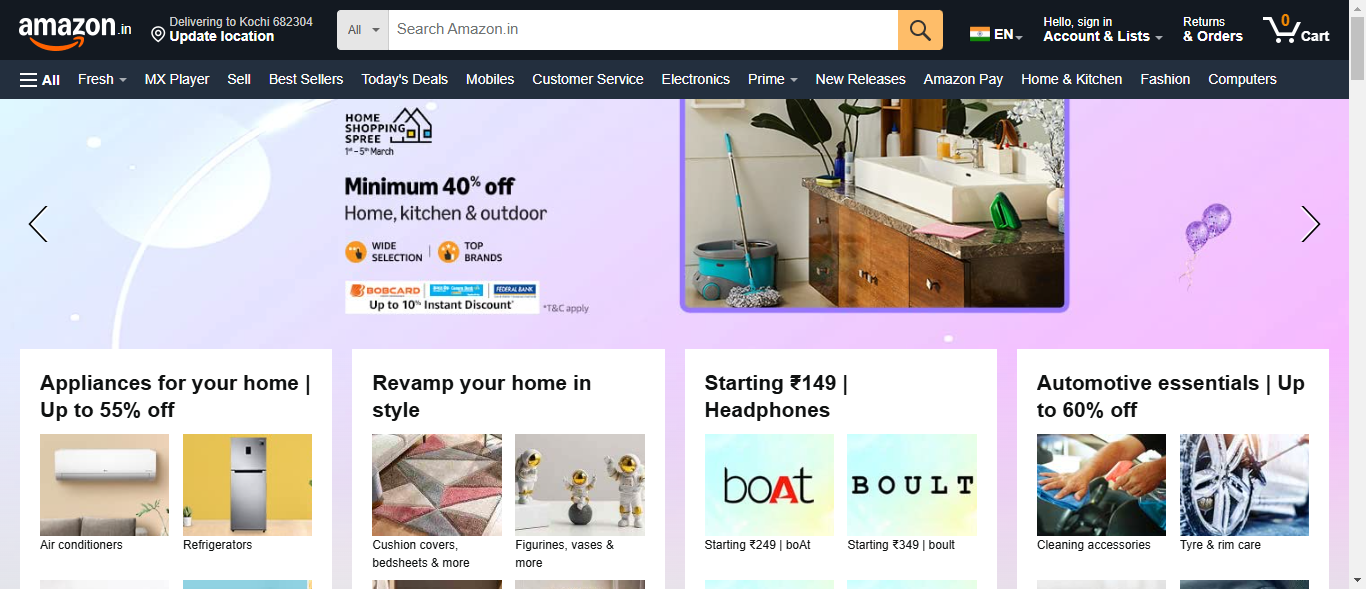 amazon.in
Delivering to Kochi 682304
Update location
All
Search Amazon.in
EN
Hello, sign in
Account & Lists
Returns
& Orders
0
Cart
All
Fresh
MX Player
Sell
Best Sellers
Today's Deals
Mobiles
Customer Service
Electronics
Prime
New Releases
Amazon Pay
Home & Kitchen
Fashion
Computers
HOME
SHOPPING
SPREE
1st – 5th March
Minimum 40% off
Home, kitchen & outdoor
WIDE
SELECTION
TOP
BRANDS
BOBCARD
FEDERAL BANK
Up to 10% Instant Discount*
*T&C apply
Appliances for your home |
Up to 55% off
Air conditioners
Refrigerators
Revamp your home in
style
Cushion covers,
bedsheets & more
Figurines, vases &
more
Starting ₹149 |
Headphones
boAt
BOULT
Starting ₹249 | boAt
Starting ₹349 | boult
Automotive essentials | Up
to 60% off
Cleaning accessories
Tyre & rim care